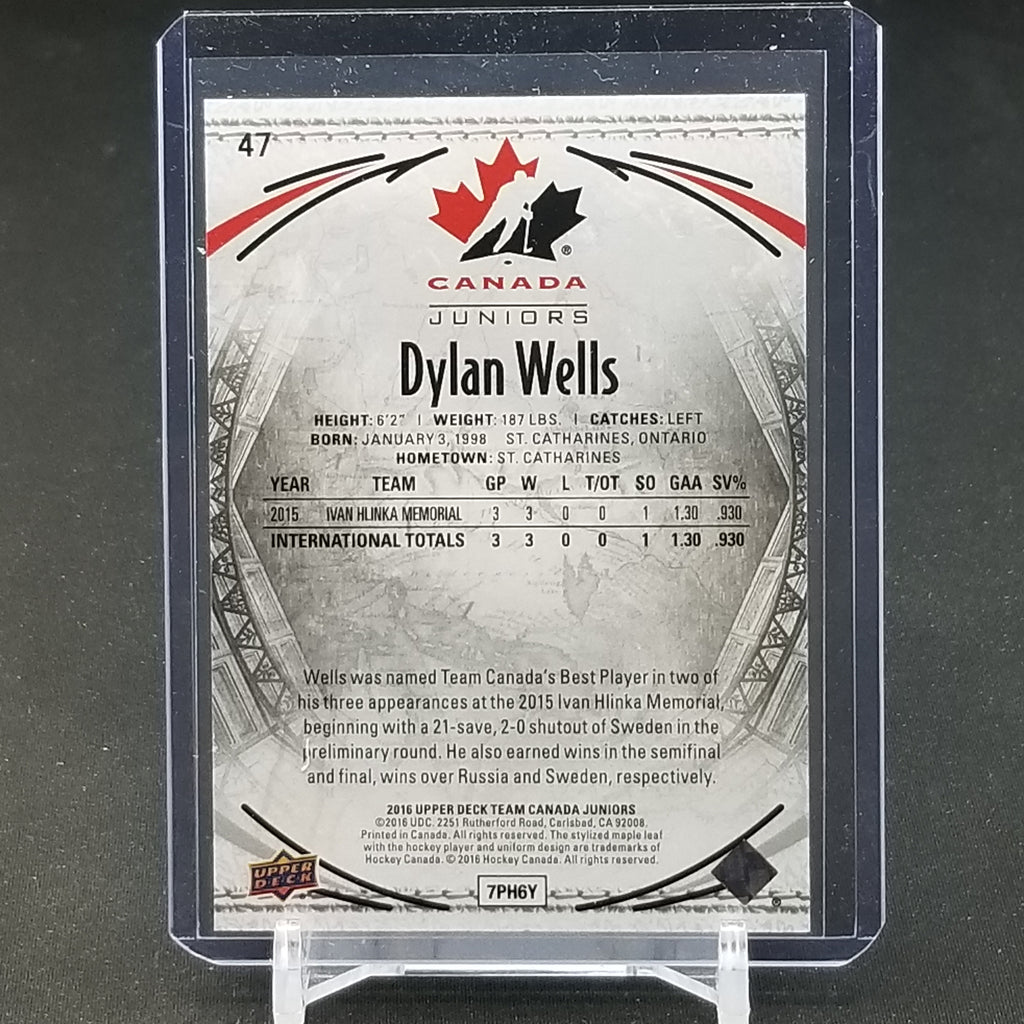 47
CANADA
JUNIORS
Dylan Wells
HEIGHT: 6'2" | WEIGHT: 187 LBS. | CATCHES: LEFT
BORN: JANUARY 3, 1998 ST. CATHARINES, ONTARIO
HOMETOWN: ST. CATHARINES
YEAR TEAM GP W L T/OT SO GAA SV%
2015 IVAN HLINKA MEMORIAL 3 3 0 0 1 1.30 .930
INTERNATIONAL TOTALS 3 3 0 0 1 1.30 .930
Wells was named Team Canada's Best Player in two of
his three appearances at the 2015 Ivan Hlinka Memorial,
beginning with a 21-save, 2-0 shutout of Sweden in the
preliminary round. He also earned wins in the semifinal
and final, wins over Russia and Sweden, respectively.
2016 UPPER DECK TEAM CANADA JUNIORS
©2016 UDC. 2251 Rutherford Road, Carlsbad, CA 92008.
Printed in Canada. All rights reserved. The stylized maple leaf
with the hockey player and uniform design are trademarks of
Hockey Canada. © 2016 Hockey Canada. All rights reserved.
UPPER
DECK
7PH6Y